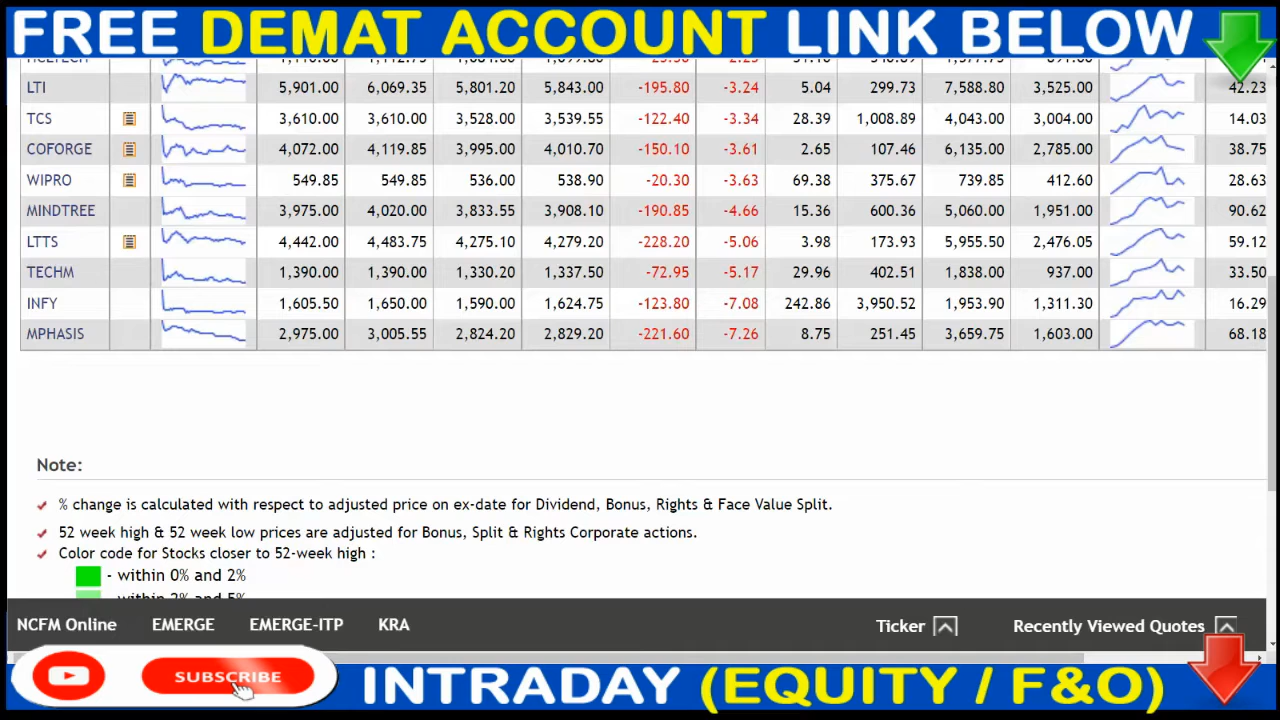 FREE DEMAT ACCOUNT LINK BELOW
LTI 5,901.00 6,069.35 5,801.20 5,843.00 -195.80 -3.24 5.04 299.73 7,588.80 3,525.00 42.23
TCS 3,610.00 3,610.00 3,528.00 3,539.55 -122.40 -3.34 28.39 1,008.89 4,043.00 3,004.00 14.03
COFORGE 4,072.00 4,119.85 3,995.00 4,010.70 -150.10 -3.61 2.65 107.46 6,135.00 2,785.00 38.75
WIPRO 549.85 549.85 536.00 538.90 -20.30 -3.63 69.38 375.67 739.85 412.60 28.63
MINDTREE 3,975.00 4,020.00 3,833.55 3,908.10 -190.85 -4.66 15.36 600.36 5,060.00 1,951.00 90.62
LTTS 4,442.00 4,483.75 4,275.10 4,279.20 -228.20 -5.06 3.98 173.93 5,955.50 2,476.05 59.12
TECHM 1,390.00 1,390.00 1,330.20 1,337.50 -72.95 -5.17 29.96 402.51 1,838.00 937.00 33.50
INFY 1,605.50 1,650.00 1,590.00 1,624.75 -123.80 -7.08 242.86 3,950.52 1,953.90 1,311.30 16.29
MPHASIS 2,975.00 3,005.55 2,824.20 2,829.20 -221.60 -7.26 8.75 251.45 3,659.75 1,603.00 68.18
Note:
% change is calculated with respect to adjusted price on ex-date for Dividend, Bonus, Rights & Face Value Split.
52 week high & 52 week low prices are adjusted for Bonus, Split & Rights Corporate actions.
Color code for Stocks closer to 52-week high :
- within 0% and 2%
NCFM Online EMERGE EMERGE-ITP KRA Ticker Recently Viewed Quotes
SUBSCRIBE
INTRADAY (EQUITY / F&O)